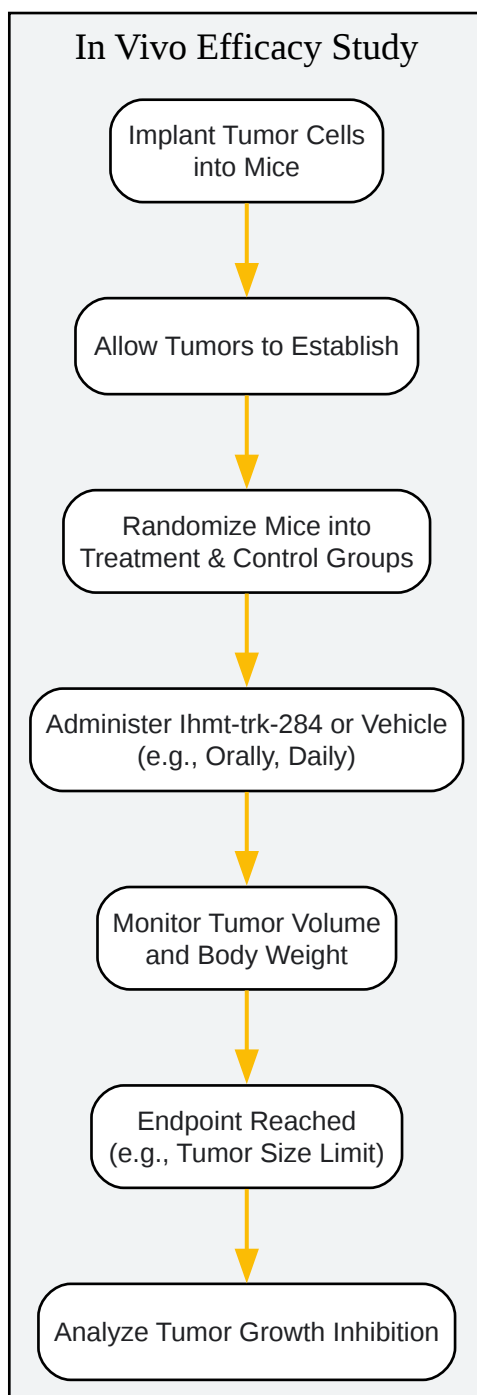 In Vivo Efficacy Study
Implant Tumor Cells
into Mice
Allow Tumors to Establish
Randomize Mice into
Treatment & Control Groups
Administer Ihmt-trk-284 or Vehicle
(e.g., Orally, Daily)
Monitor Tumor Volume
and Body Weight
Endpoint Reached
(e.g., Tumor Size Limit)
Analyze Tumor Growth Inhibition